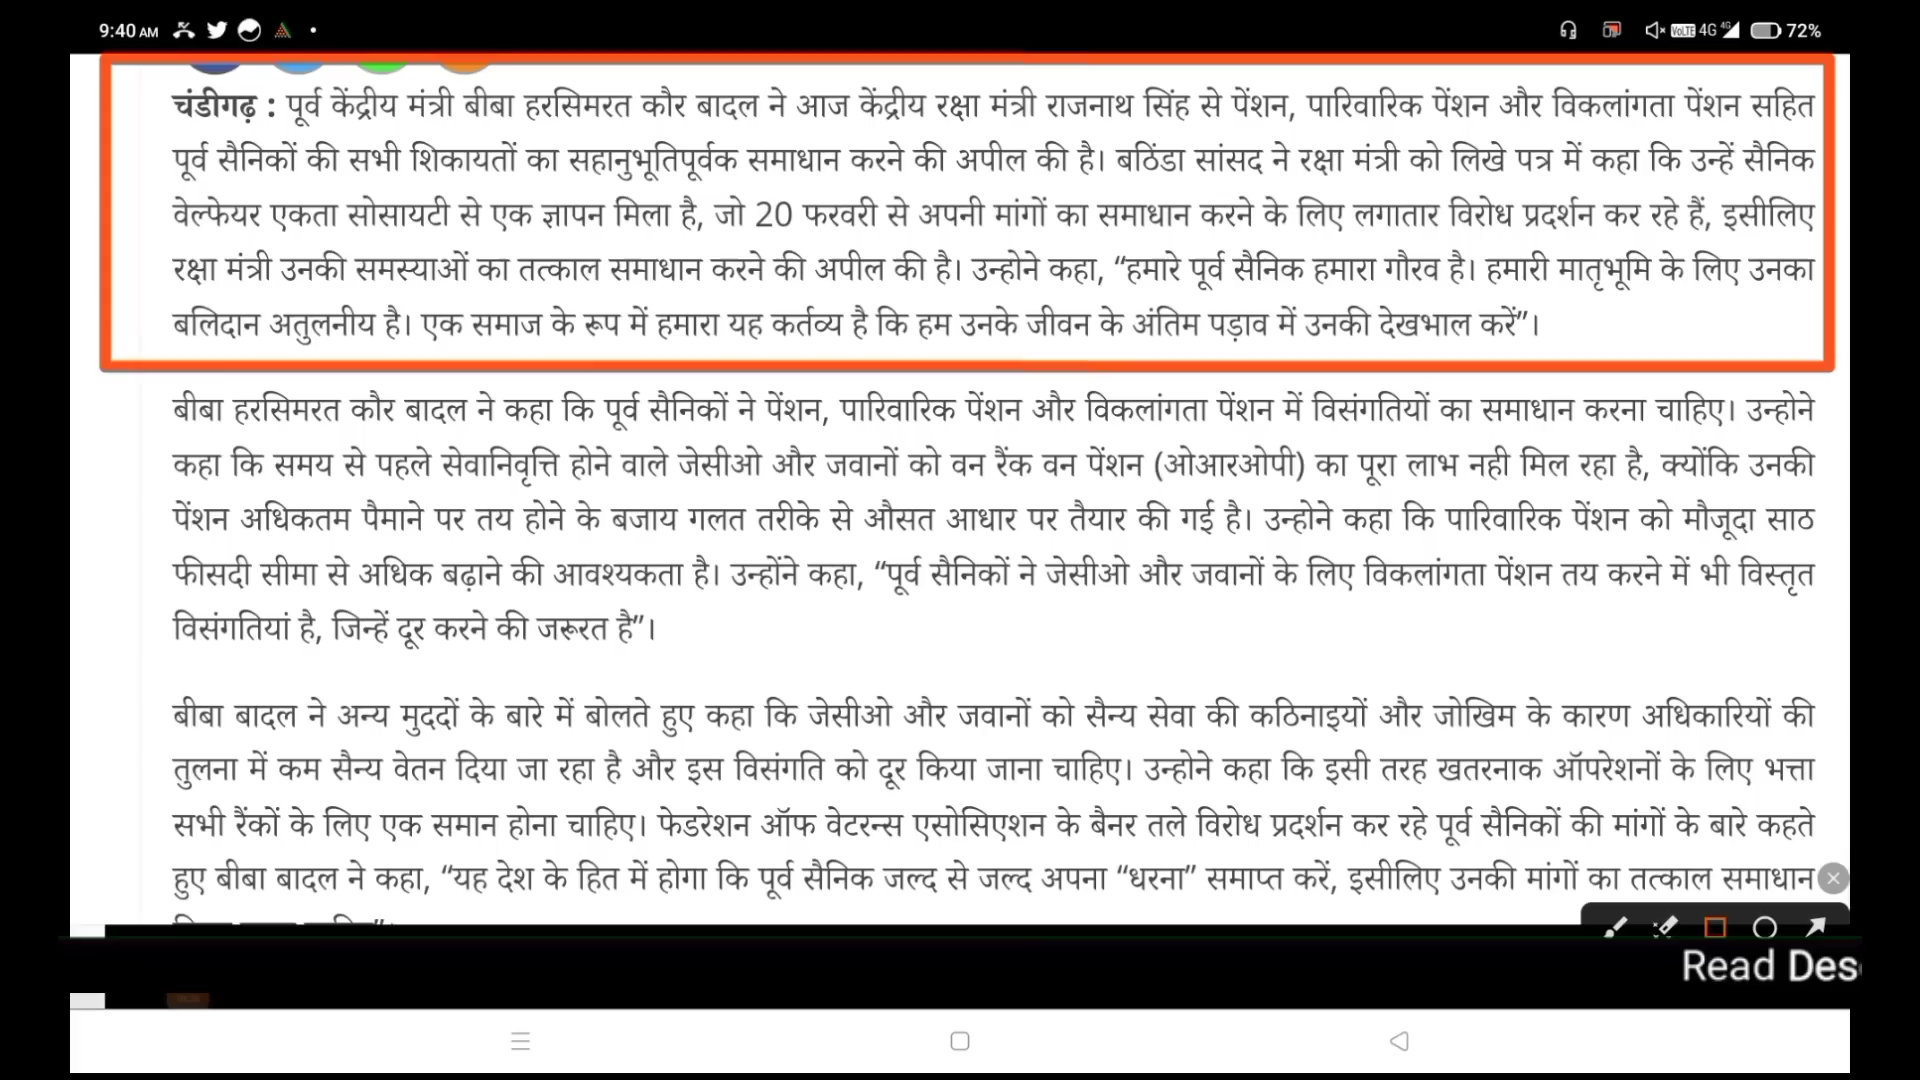 9:40 AM
VoLTE 4G 4G 72%
चंडीगढ़ : पूर्व केंद्रीय मंत्री बीबा हरसिमरत कौर बादल ने आज केंद्रीय रक्षा मंत्री राजनाथ सिंह से पेंशन, पारिवारिक पेंशन और विकलांगता पेंशन सहित
पूर्व सैनिकों की सभी शिकायतों का सहानुभूतिपूर्वक समाधान करने की अपील की है। बठिंडा सांसद ने रक्षा मंत्री को लिखे पत्र में कहा कि उन्हें सैनिक
वेल्फेयर एकता सोसायटी से एक ज्ञापन मिला है, जो 20 फरवरी से अपनी मांगों का समाधान करने के लिए लगातार विरोध प्रदर्शन कर रहे हैं, इसीलिए
रक्षा मंत्री उनकी समस्याओं का तत्काल समाधान करने की अपील की है। उन्होने कहा, “हमारे पूर्व सैनिक हमारा गौरव है। हमारी मातृभूमि के लिए उनका
बलिदान अतुलनीय है। एक समाज के रूप में हमारा यह कर्तव्य है कि हम उनके जीवन के अंतिम पड़ाव में उनकी देखभाल करें”।
बीबा हरसिमरत कौर बादल ने कहा कि पूर्व सैनिकों ने पेंशन, पारिवारिक पेंशन और विकलांगता पेंशन में विसंगतियों का समाधान करना चाहिए। उन्होने
कहा कि समय से पहले सेवानिवृत्ति होने वाले जेसीओ और जवानों को वन रैंक वन पेंशन (ओआरओपी) का पूरा लाभ नही मिल रहा है, क्योंकि उनकी
पेंशन अधिकतम पैमाने पर तय होने के बजाय गलत तरीके से औसत आधार पर तैयार की गई है। उन्होने कहा कि पारिवारिक पेंशन को मौजूदा साठ
फीसदी सीमा से अधिक बढ़ाने की आवश्यकता है। उन्होंने कहा, “पूर्व सैनिकों ने जेसीओ और जवानों के लिए विकलांगता पेंशन तय करने में भी विस्तृत
विसंगतियां है, जिन्हें दूर करने की जरूरत है”।
बीबा बादल ने अन्य मुददों के बारे में बोलते हुए कहा कि जेसीओ और जवानों को सैन्य सेवा की कठिनाइयों और जोखिम के कारण अधिकारियों की
तुलना में कम सैन्य वेतन दिया जा रहा है और इस विसंगति को दूर किया जाना चाहिए। उन्होने कहा कि इसी तरह खतरनाक ऑपरेशनों के लिए भत्ता
सभी रैंकों के लिए एक समान होना चाहिए। फेडरेशन ऑफ वेटरन्स एसोसिएशन के बैनर तले विरोध प्रदर्शन कर रहे पूर्व सैनिकों की मांगों के बारे कहते
हुए बीबा बादल ने कहा, “यह देश के हित में होगा कि पूर्व सैनिक जल्द से जल्द अपना “धरना” समाप्त करें, इसीलिए उनकी मांगों का तत्काल समाधान
Read Des